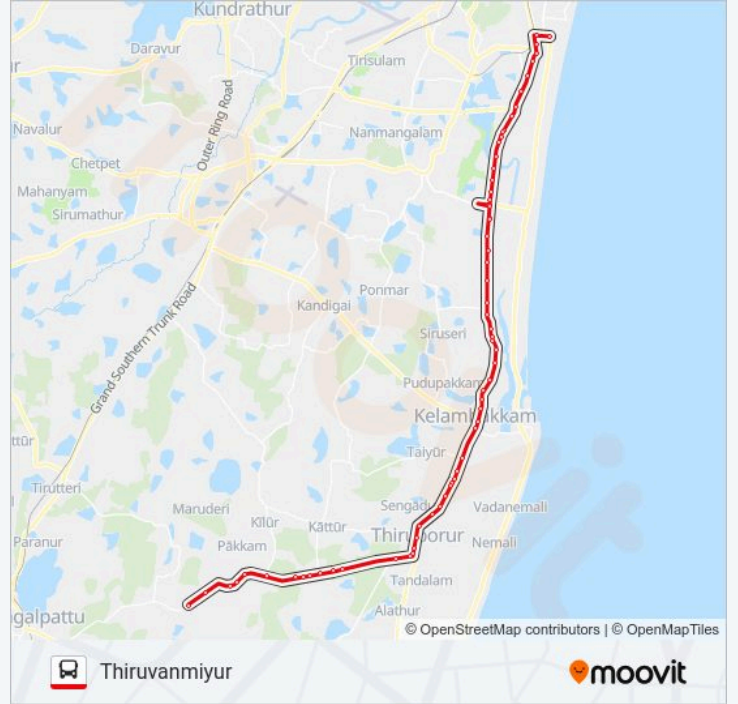 Kundrathur
Daravur
Tirisulam
Outer Ring Road
Navalur
Nanmangalam
Chetpet
Mahanyam
Sirumathur
Ponmar
Kandigai
Grand Southern Trunk Road
Siruseri
Pudupakkam
Kelambakkam
ttūr
Taiyūr
Tirutteri
Maruderi
Sengadu
Vadanemali
Kīlūr
Kāttūr
Thiruporur
Paranur
Pākkam
Nemali
Tandalam
ngalpattu
Alathur
© OpenStreetMap contributors | © OpenMapTiles
Thiruvanmiyur
moovit